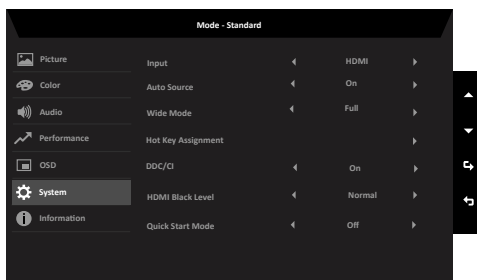 Mode - Standard
Picture
Color
Audio
Performance
OSD
System
Information
Input HDMI
Auto Source On
Wide Mode Full
Hot Key Assignment
DDC/CI On
HDMI Black Level Normal
Quick Start Mode Off